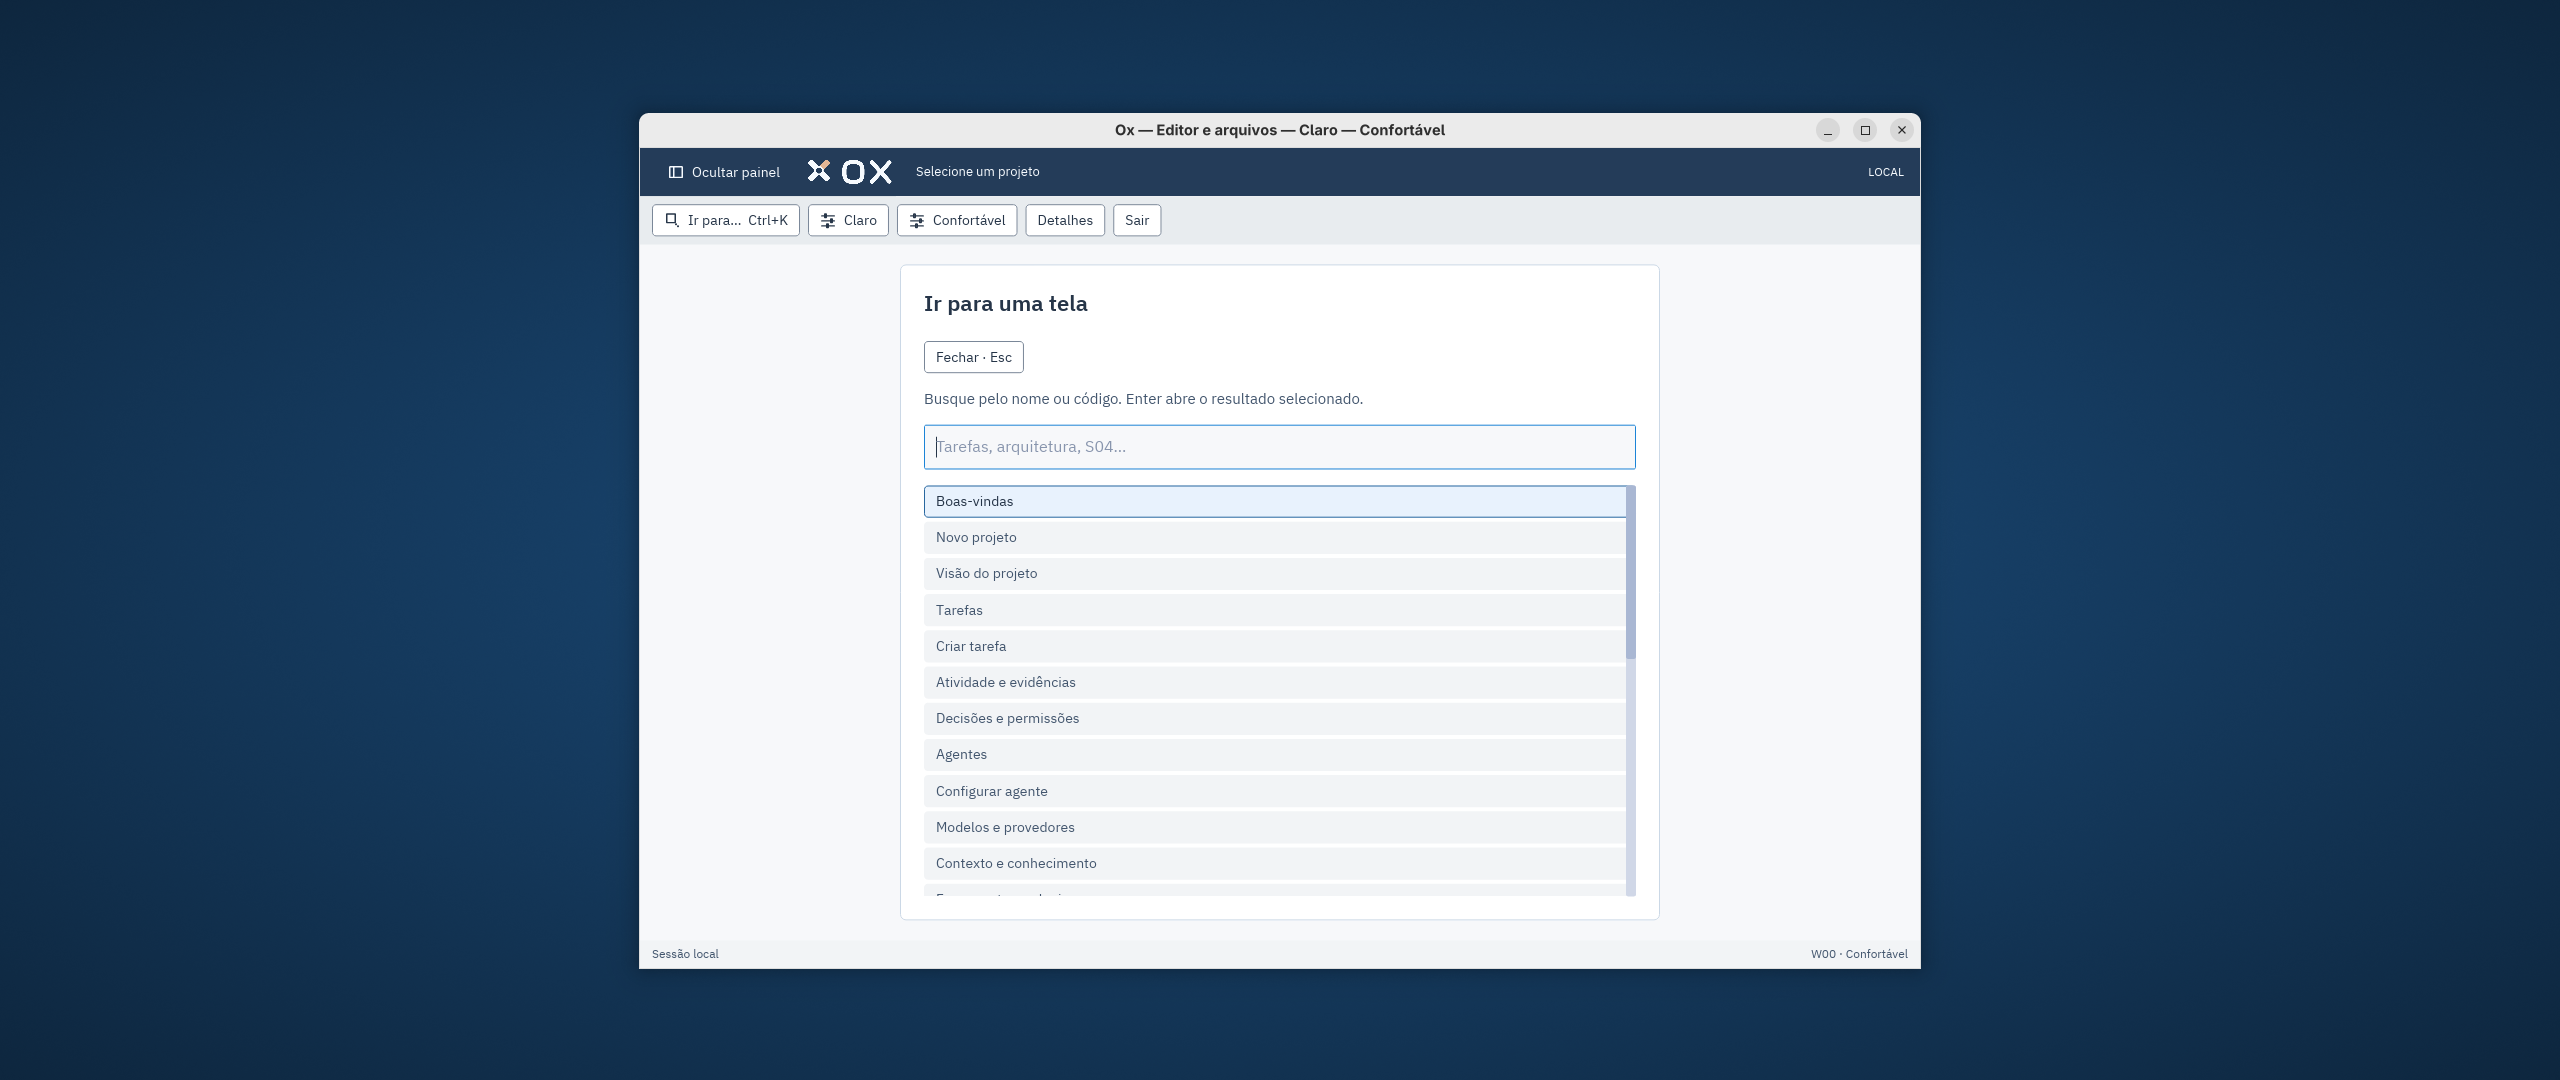 Ox — Editor e arquivos — Claro — Confortável
Ocultar painel
OX
Selecione um projeto
LOCAL
Ir para... Ctrl+K
Claro
Confortável
Detalhes
Sair
Ir para uma tela
Fechar · Esc
Busque pelo nome ou código. Enter abre o resultado selecionado.
Tarefas, arquitetura, S04...
Boas-vindas
Novo projeto
Visão do projeto
Tarefas
Criar tarefa
Atividade e evidências
Decisões e permissões
Agentes
Configurar agente
Modelos e provedores
Contexto e conhecimento
Sessão local
W00 · Confortável